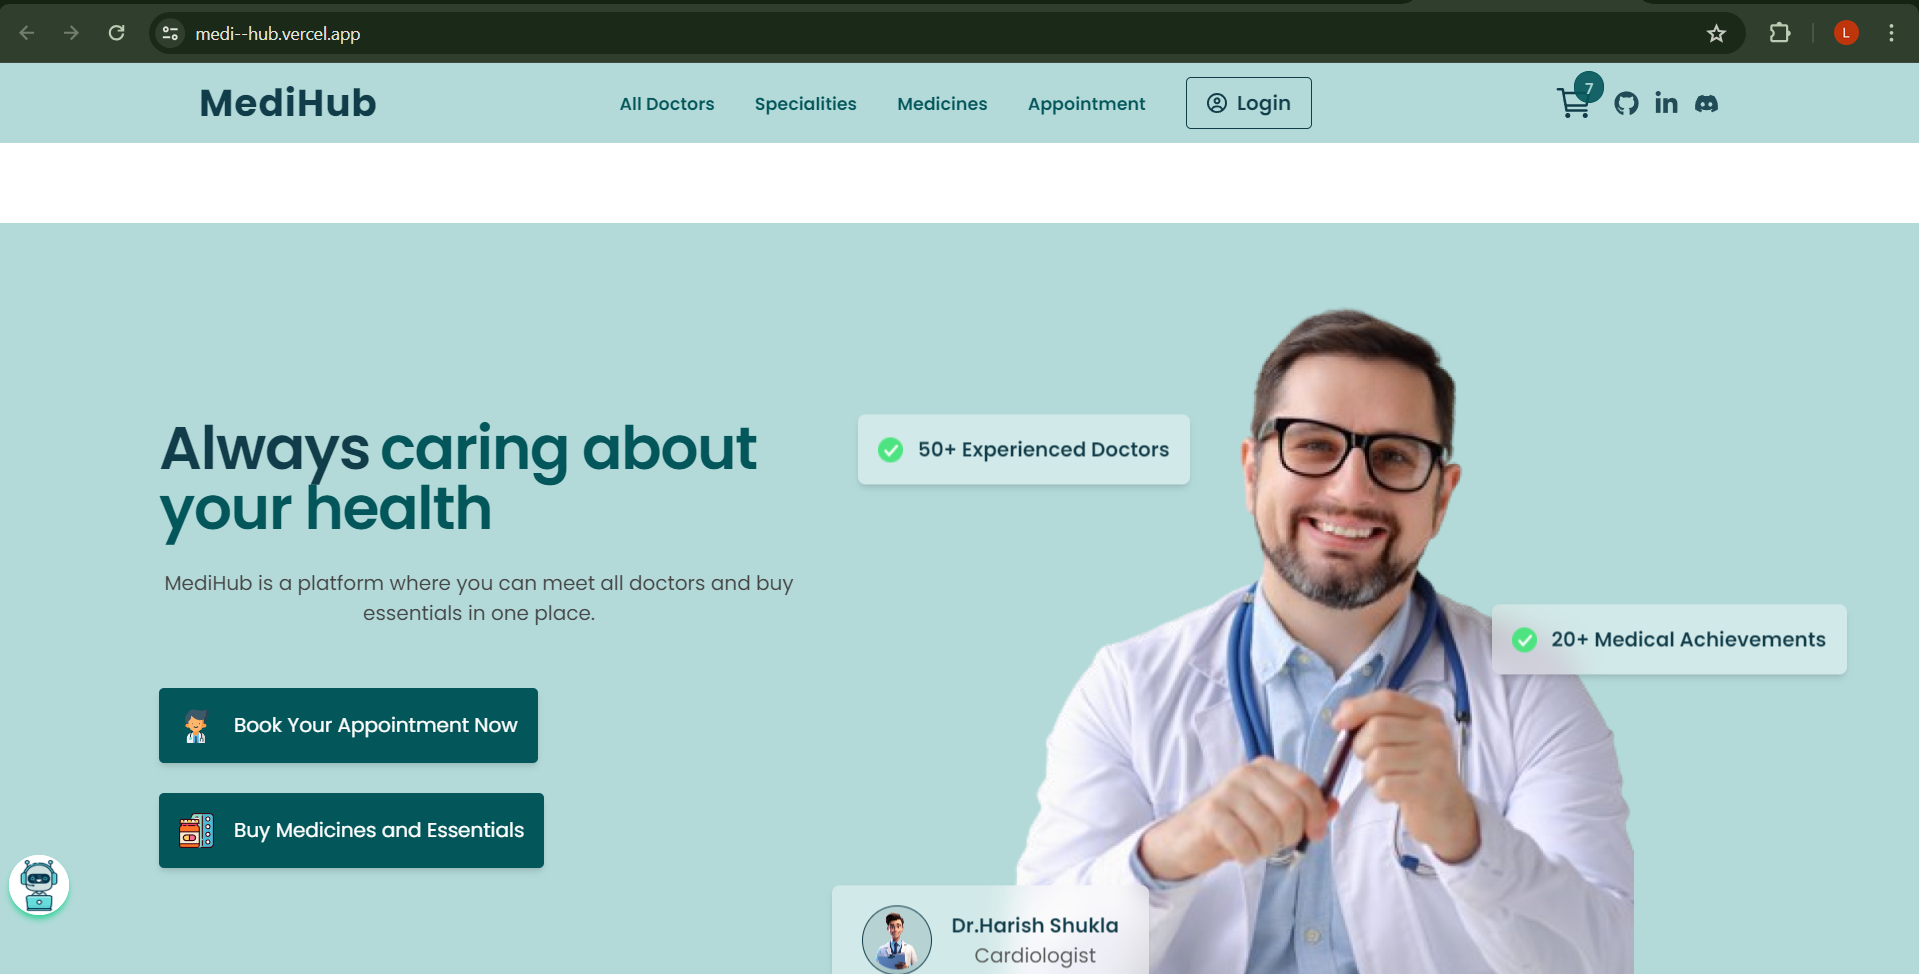 medi--hub.vercel.app
L
MediHub
All Doctors
Specialities
Medicines
Appointment
Login
7
Always caring about
your health
MediHub is a platform where you can meet all doctors and buy
essentials in one place.
Book Your Appointment Now
Buy Medicines and Essentials
50+ Experienced Doctors
20+ Medical Achievements
Dr.Harish Shukla
Cardiologist